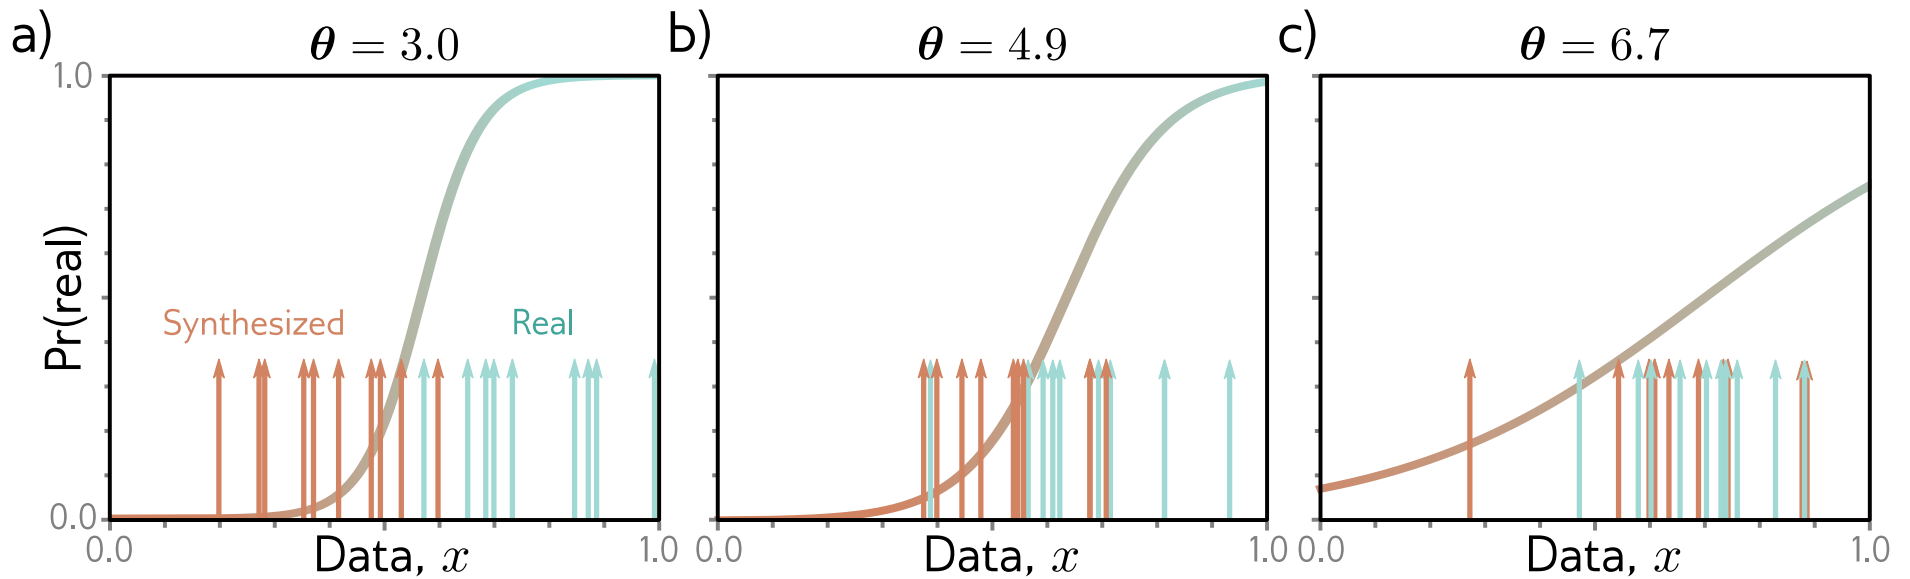 a) θ = 3.0
b) θ = 4.9
c) θ = 6.7
1.0
Pr(real)
Synthesized Real
0.0
0.0 Data, x 1.0
0.0 Data, x 1.0
0.0 Data, x 1.0